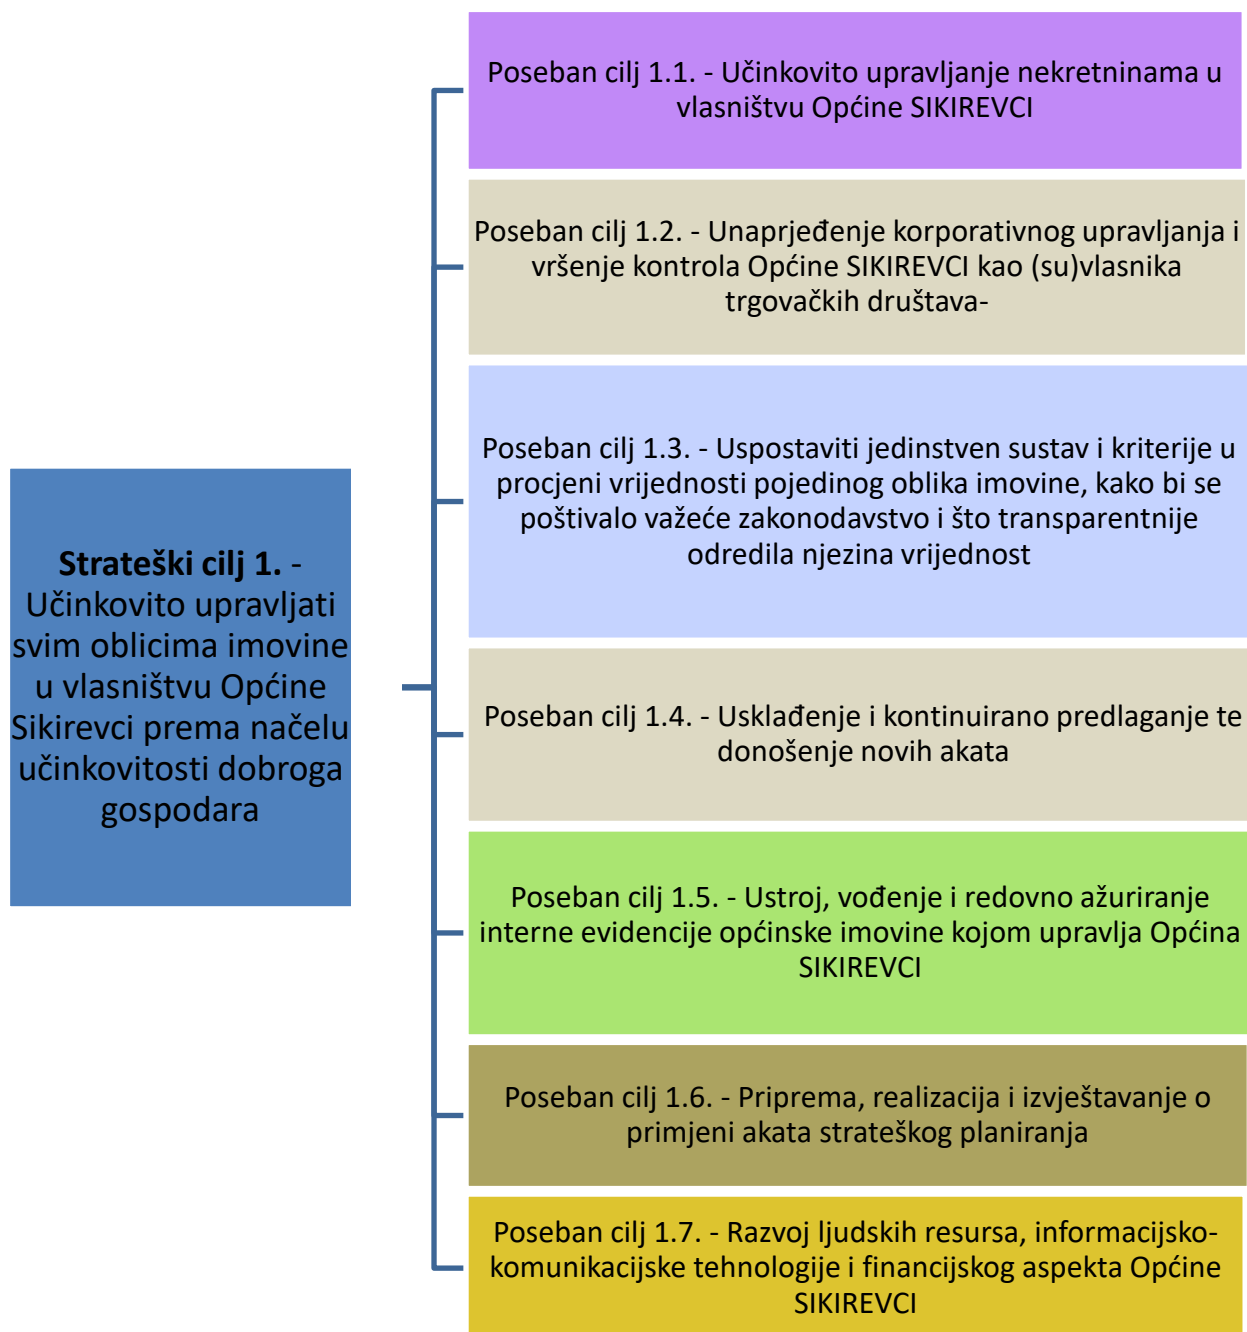 Poseban cilj 1.1. - Učinkovito upravljanje nekretninama u
vlasništvu Općine SIKIREVCI
Poseban cilj 1.2. - Unaprjeđenje korporativnog upravljanja i
vršenje kontrola Općine SIKIREVCI kao (su)vlasnika
trgovačkih društava-
Poseban cilj 1.3. - Uspostaviti jedinstven sustav i kriterije u
procjeni vrijednosti pojedinog oblika imovine, kako bi se
poštivalo važeće zakonodavstvo i što transparentnije
odredila njezina vrijednost
Strateški cilj 1. -
Učinkovito upravljati
svim oblicima imovine
u vlasništvu Općine
Sikirevci prema načelu
učinkovitosti dobroga
gospodara
Poseban cilj 1.4. - Usklađenje i kontinuirano predlaganje te
donošenje novih akata
Poseban cilj 1.5. - Ustroj, vođenje i redovno ažuriranje
interne evidencije općinske imovine kojom upravlja Općina
SIKIREVCI
Poseban cilj 1.6. - Priprema, realizacija i izvještavanje o
primjeni akata strateškog planiranja
Poseban cilj 1.7. - Razvoj ljudskih resursa, informacijsko-
komunikacijske tehnologije i financijskog aspekta Općine
SIKIREVCI